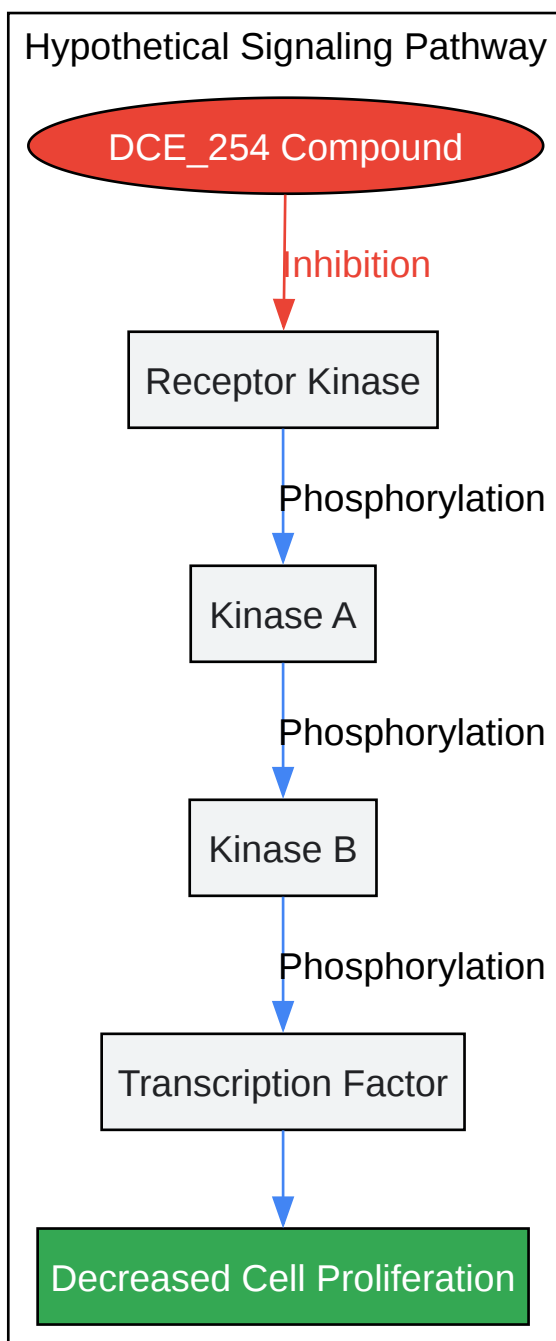 Hypothetical Signaling Pathway
DCE_254 Compound
Inhibition
Receptor Kinase
Phosphorylation
Kinase A
Phosphorylation
Kinase B
Phosphorylation
Transcription Factor
Decreased Cell Proliferation